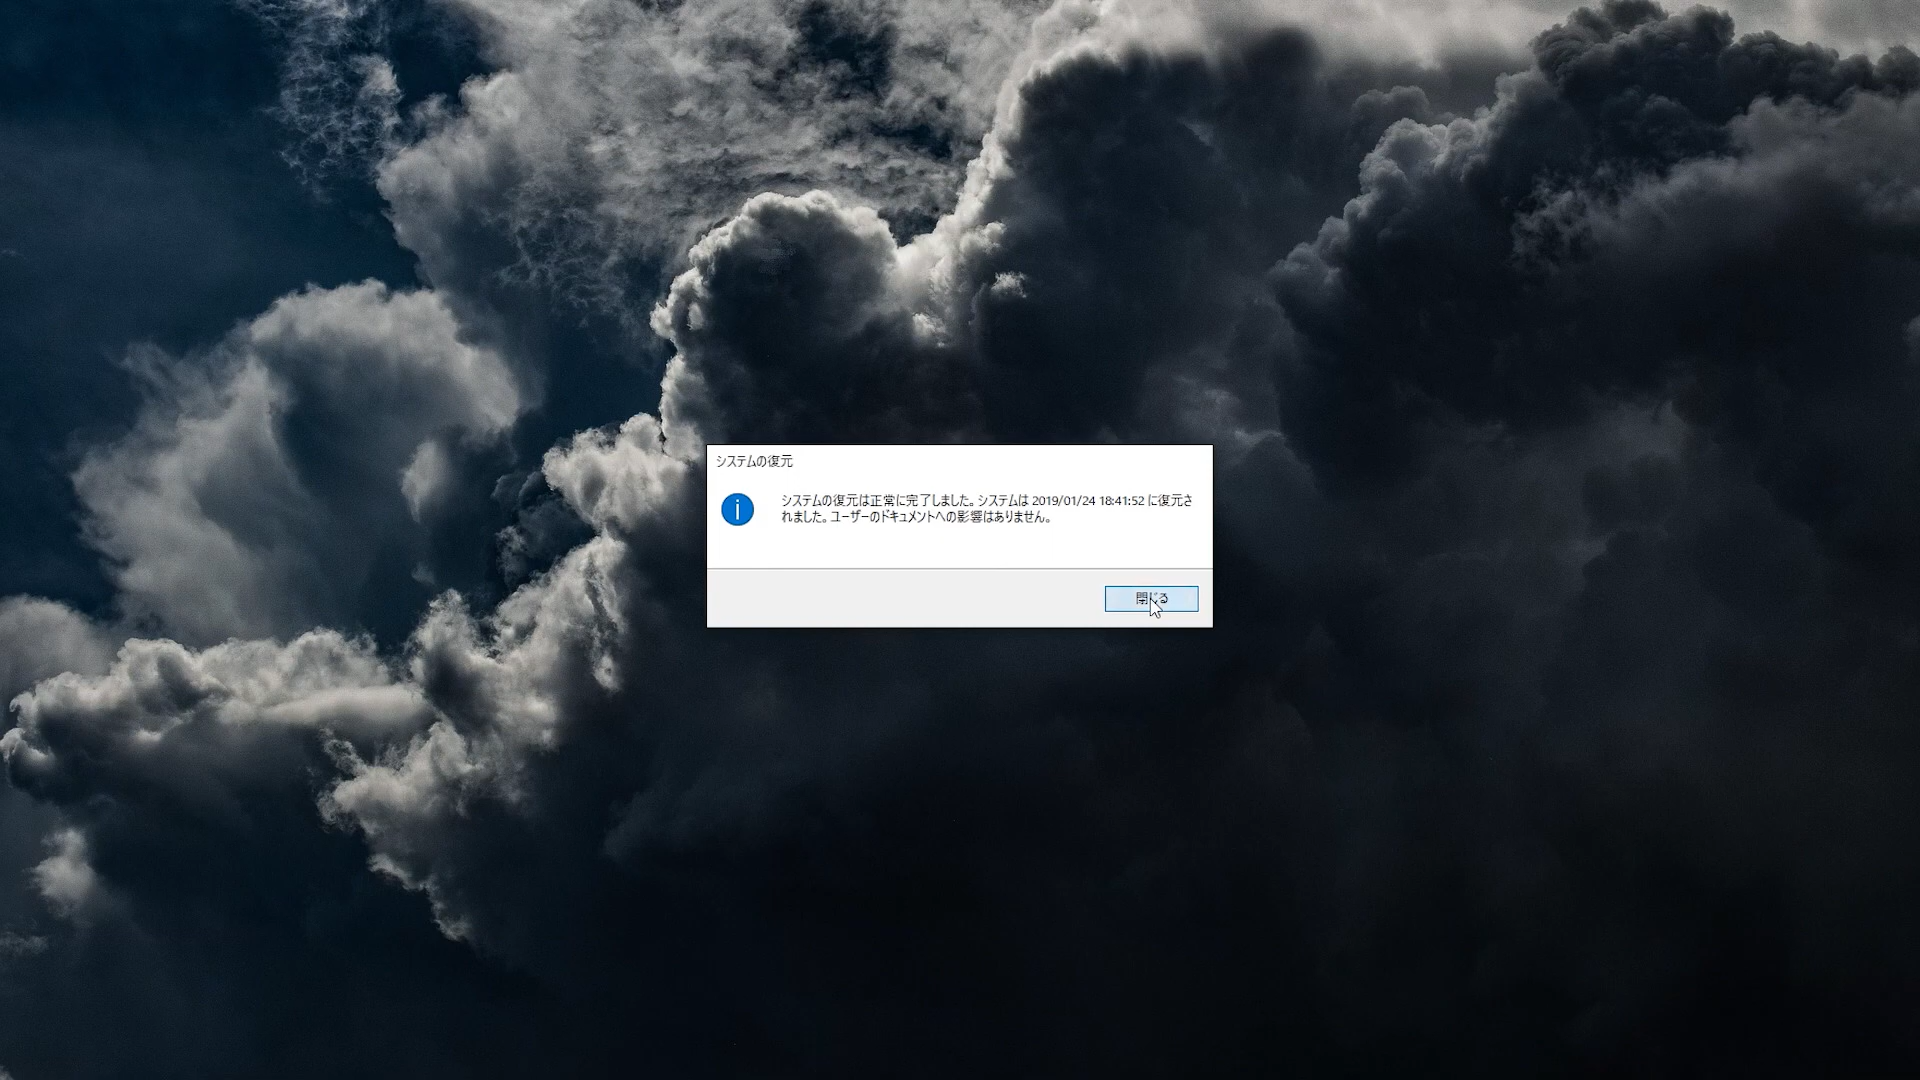 システムの復元
システムの復元は正常に完了しました。システムは 2019/01/24 18:41:52 に復元さ
れました。ユーザーのドキュメントへの影響はありません。
閉じる